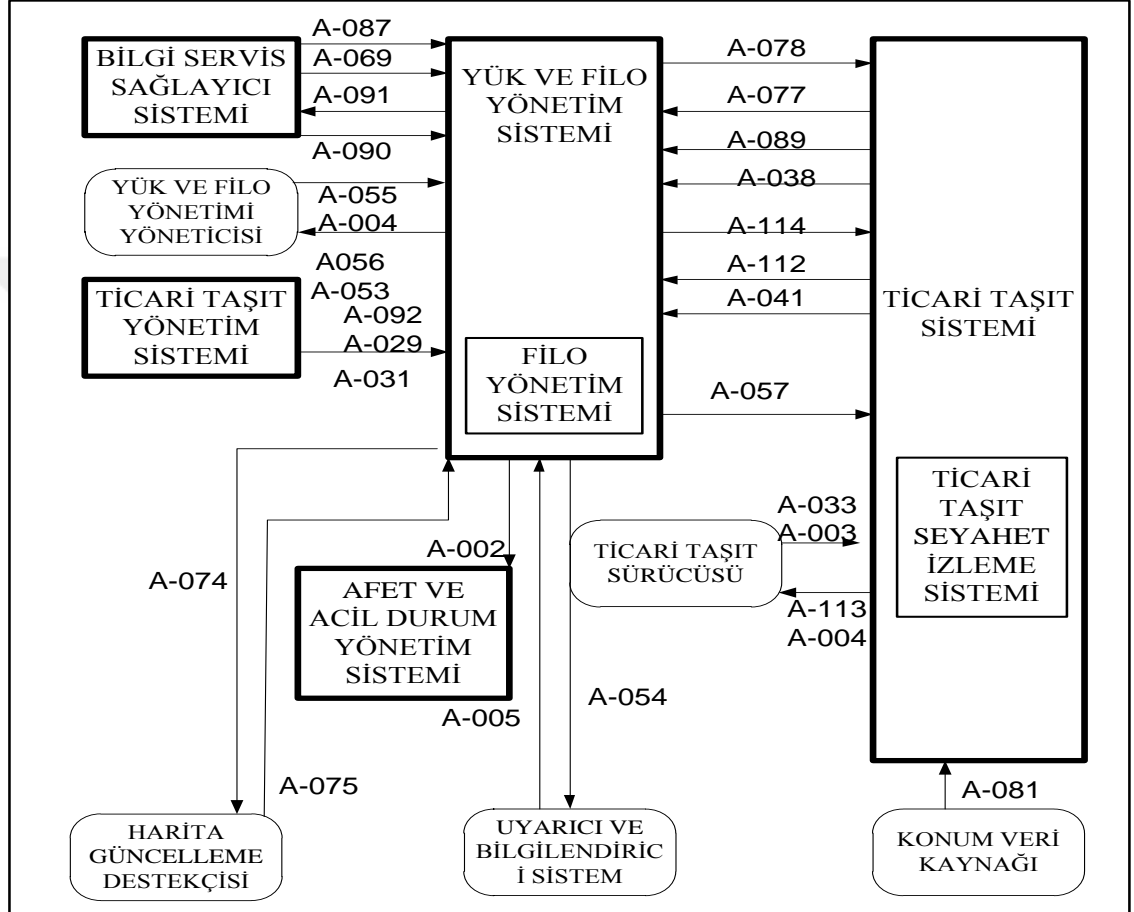 A-087
BİLGİ SERVİS
SAĞLAYICI
SİSTEMİ
A-069
A-091
A-090
YÜK VE FİLO
YÖNETİM
SİSTEMİ
A-078
A-077
A-089
A-038
A-114
A-112
A-041
YÜK VE FİLO
YÖNETİMİ
YÖNETİCİSİ
A-055
A-004
A056
A-053
A-092
A-029
A-031
TİCARİ TAŞIT
YÖNETİM
SİSTEMİ
FİLO
YÖNETİM
SİSTEMİ
TİCARİ TAŞIT
SİSTEMİ
A-057
TİCARİ
TAŞIT
SEYAHET
İZLEME
SİSTEMİ
A-033
A-003
TİCARİ TAŞIT
SÜRÜCÜSÜ
A-113
A-004
A-002
A-074
AFET VE
ACİL DURUM
YÖNETİM
SİSTEMİ
A-005
A-054
A-075
A-081
HARİTA
GÜNCELLEME
DESTEKÇİSİ
UYARICI VE
BİLGİLENDİRİC
İ SİSTEM
KONUM VERİ
KAYNAĞI